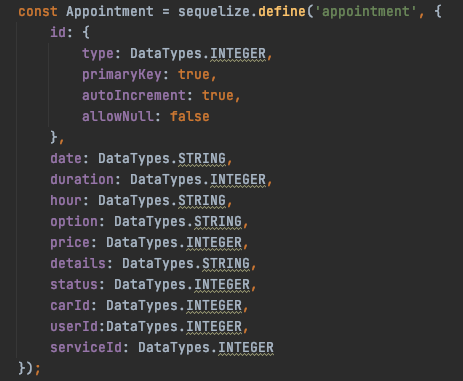 const Appointment = sequelize.define('appointment', {
    id: {
        type: DataTypes.INTEGER,
        primaryKey: true,
        autoIncrement: true,
        allowNull: false
    },
    date: DataTypes.STRING,
    duration: DataTypes.INTEGER,
    hour: DataTypes.STRING,
    option: DataTypes.STRING,
    price: DataTypes.INTEGER,
    details: DataTypes.STRING,
    status: DataTypes.INTEGER,
    carId: DataTypes.INTEGER,
    userId:DataTypes.INTEGER,
    serviceId: DataTypes.INTEGER
});